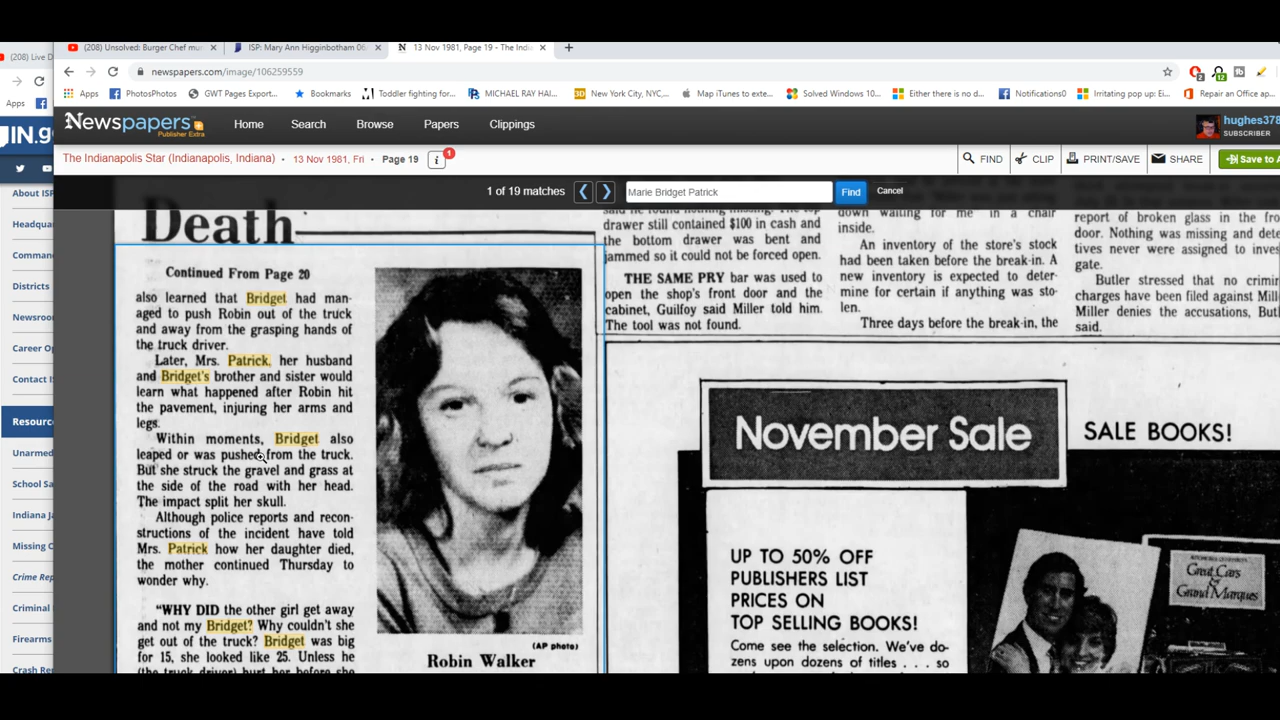 (208) Live D
(208) Unsolved: Burger Chef mu
ISP: Mary Ann Higginbotham 06/
13 Nov 1981, Page 19 - The Indi
newspapers.com/image/106259559
Apps
Apps
PhotosPhotos
GWT Pages Export...
Bookmarks
Toddler fighting for...
MICHAEL RAY HAI...
New York City, NYC,...
Map iTunes to exte...
Solved Windows 10...
Either there is no d...
Notifications0
Irritating pop up: Ei...
Repair an Office ap...
Newspapers
Publisher Extra
Home
Search
Browse
Papers
Clippings
hughes378
SUBSCRIBER
The Indianapolis Star (Indianapolis, Indiana) • 13 Nov 1981, Fri • Page 19
1
FIND
CLIP
PRINT/SAVE
SHARE
Save to A
1 of 19 matches
Marie Bridget Patrick
Find
Cancel
IN.g
About ISP
Headqua
Comman
Districts
Newsroo
Career Op
Contact I
Resourc
Unarmed
School Sa
Indiana Ja
Missing C
Crime Rep
Criminal
Firearms
Crash Re
Death
Continued From Page 20
also learned that Bridget had man-
aged to push Robin out of the truck
and away from the grasping hands of
the truck driver.
Later, Mrs. Patrick, her husband
and Bridget's brother and sister would
learn what happened after Robin hit
the pavement, injuring her arms and
legs.
Within moments, Bridget also
leaped or was pushed from the truck.
But she struck the gravel and grass at
the side of the road with her head.
The impact split her skull.
Although police reports and recon-
structions of the incident have told
Mrs. Patrick how her daughter died,
the mother continued Thursday to
wonder why.
"WHY DID the other girl get away
and not my Bridget? Why couldn't she
get out of the truck? Bridget was big
for 15, she looked like 25. Unless he
(the truck driver) hurt her before she
(AP photo)
Robin Walker
said he found nothing missing. The top
drawer still contained $100 in cash and
the bottom drawer was bent and
jammed so it could not be forced open.
THE SAME PRY bar was used to
open the shop's front door and the
cabinet, Guilfoy said Miller told him.
The tool was not found.
down waiting for me in a chair
inside.
An inventory of the store's stock
had been taken before the break-in. A
new inventory is expected to deter-
mine for certain if anything was sto-
len.
Three days before the break-in, the
report of broken glass in the fro
door. Nothing was missing and dete
tives never were assigned to inves
gate.
Butler stressed that no crimin
charges have been filed against Mill
Miller denies the accusations, Butl
said.
November Sale
SALE BOOKS!
UP TO 50% OFF
PUBLISHERS LIST
PRICES ON
TOP SELLING BOOKS!
Come see the selection. We've do-
zens upon dozens of titles . . . so
Great Cars
&
Grand Marques